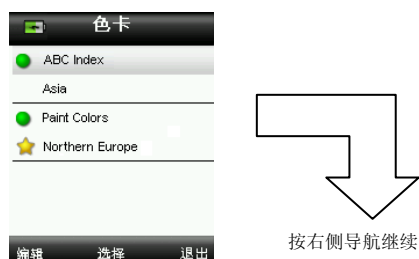 色卡
ABC Index
Asia
Paint Colors
Northern Europe
编辑 选择 退出
按右侧导航继续